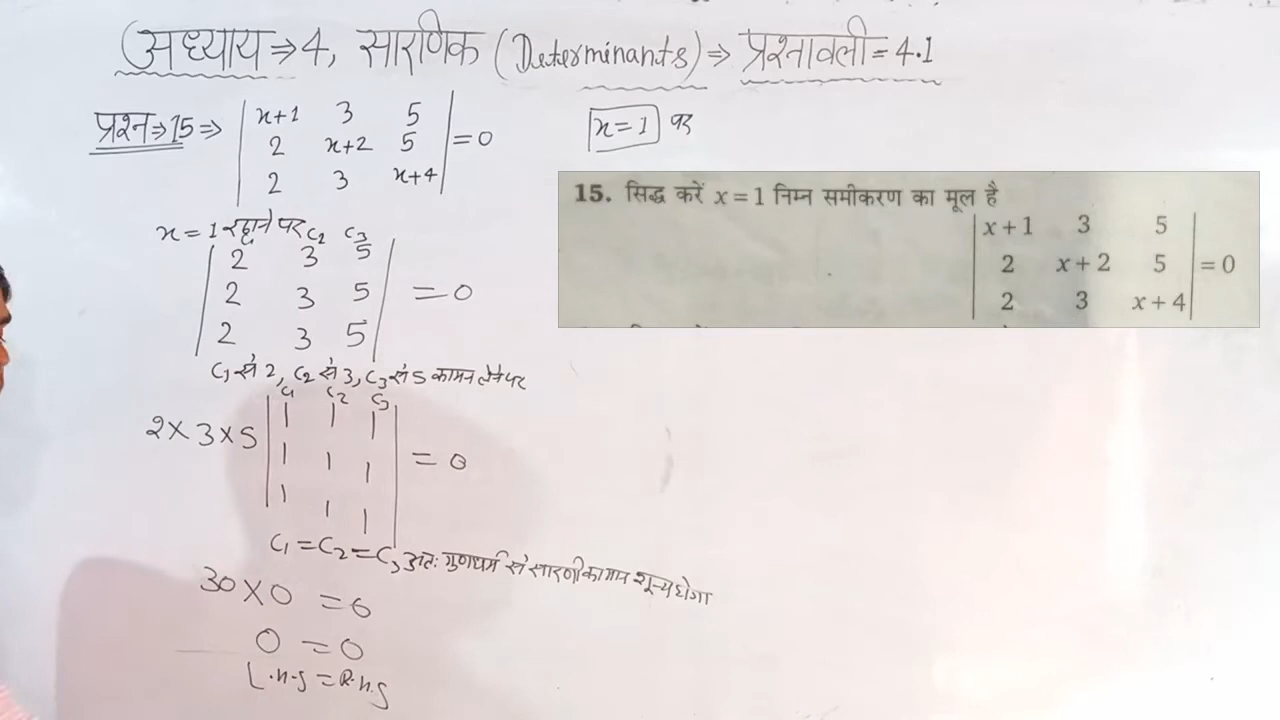 (अध्याय ⇒ 4, सारणिक (Determinants) ⇒ प्रश्नावली = 4.1
प्रश्न ⇒ 15 ⇒ | x+1 3 5 |
| 2 x+2 5 | = 0
| 2 3 x+4 |
x = 1 पर
15. सिद्ध करें x = 1 निम्न समीकरण का मूल है
| x + 1 3 5 |
| 2 x + 2 5 | = 0
| 2 3 x + 4 |
x = 1 रखने पर C2 C3
| 2 3 5 |
| 2 3 5 | = 0
| 2 3 5 |
C1 से 2, C2 से 3, C3 से 5 कामन लेने पर
C1 C2 C3
2 × 3 × 5 | 1 1 1 |
| 1 1 1 | = 0
| 1 1 1 |
C1 = C2 = C3 अतः गुणधर्म से सारणी का मान शून्य होगा
30 × 0 = 0
0 = 0
L.H.S = R.H.S